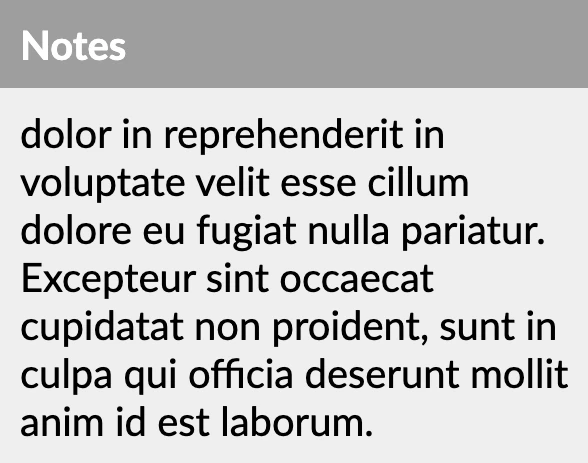 Notes
dolor in reprehenderit in
voluptate velit esse cillum
dolore eu fugiat nulla pariatur.
Excepteur sint occaecat
cupidatat non proident, sunt in
culpa qui officia deserunt mollit
anim id est laborum.